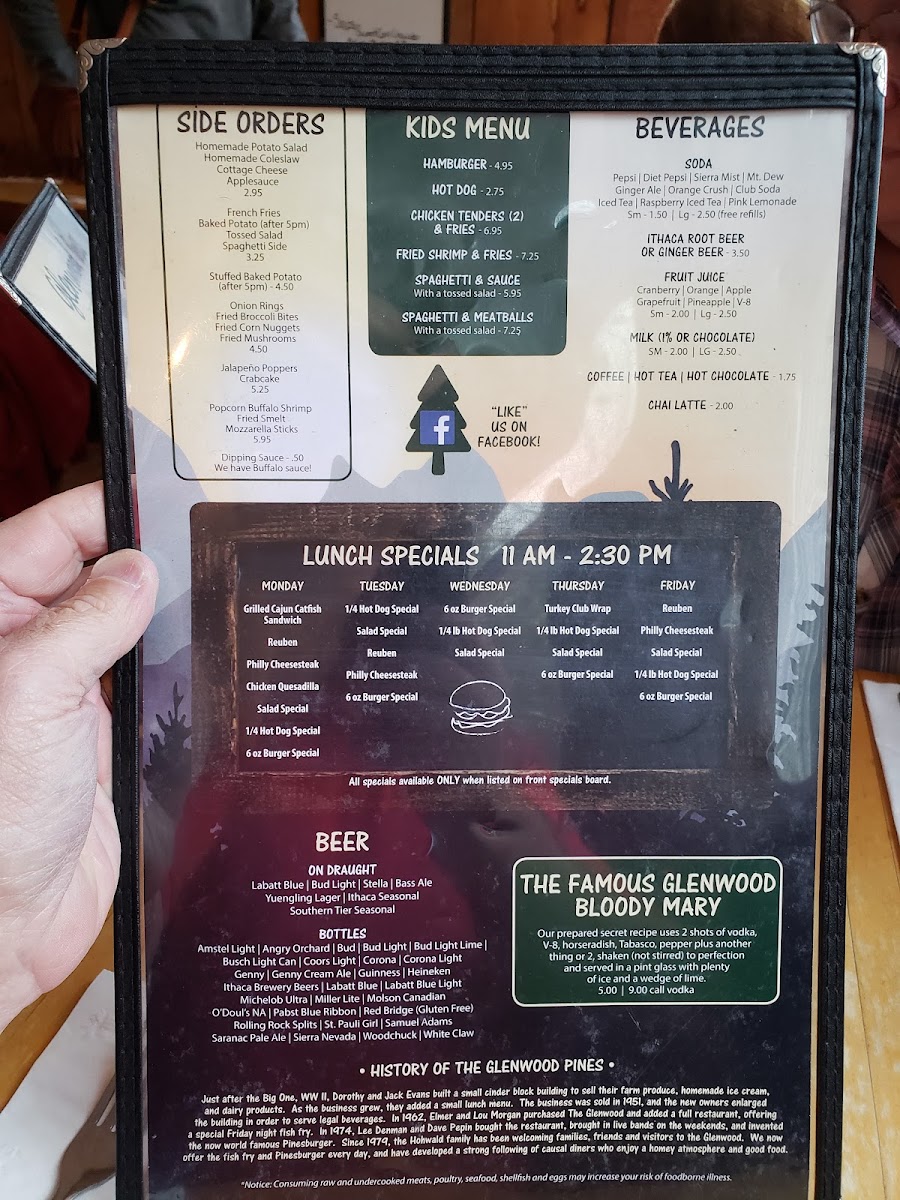 SIDE ORDERS
Homemade Potato Salad
Homemade Coleslaw
Cottage Cheese
Applesauce
2.95
French Fries
Baked Potato (after 5pm)
Tossed Salad
Spaghetti Side
3.25
Stuffed Baked Potato
(after 5pm) - 4.50
Onion Rings
Fried Broccoli Bites
Fried Corn Nuggets
Fried Mushrooms
4.50
Jalapeño Poppers
Crabcake
5.25
Popcorn Buffalo Shrimp
Fried Smelt
Mozzarella Sticks
5.95
Dipping Sauce - .50
We have Buffalo sauce!
KIDS MENU
HAMBURGER - 4.95
HOT DOG - 2.75
CHICKEN TENDERS (2)
& FRIES - 6.95
FRIED SHRIMP & FRIES - 7.25
SPAGHETTI & SAUCE
With a tossed salad - 5.95
SPAGHETTI & MEATBALLS
With a tossed salad - 7.25
f
"LIKE"
US ON
FACEBOOK!
BEVERAGES
SODA
Pepsi | Diet Pepsi | Sierra Mist | Mt. Dew
Ginger Ale | Orange Crush | Club Soda
Iced Tea | Raspberry Iced Tea | Pink Lemonade
Sm - 1.50 | Lg - 2.50 (free refills)
ITHACA ROOT BEER
OR GINGER BEER - 3.50
FRUIT JUICE
Cranberry | Orange | Apple
Grapefruit | Pineapple | V-8
Sm - 2.00 | Lg - 2.50
MILK (1% OR CHOCOLATE)
SM - 2.00 | LG - 2.50
COFFEE | HOT TEA | HOT CHOCOLATE - 1.75
CHAI LATTE - 2.00
LUNCH SPECIALS 11 AM - 2:30 PM
MONDAY
Grilled Cajun Catfish
Sandwich
Reuben
Philly Cheesesteak
Chicken Quesadilla
Salad Special
1/4 Hot Dog Special
6 oz Burger Special
TUESDAY
1/4 Hot Dog Special
Salad Special
Reuben
Philly Cheesesteak
6 oz Burger Special
WEDNESDAY
6 oz Burger Special
1/4 lb Hot Dog Special
Salad Special
THURSDAY
Turkey Club Wrap
1/4 lb Hot Dog Special
Salad Special
6 oz Burger Special
FRIDAY
Reuben
Philly Cheesesteak
Salad Special
1/4 lb Hot Dog Special
6 oz Burger Special
All specials available ONLY when listed on front specials board.
BEER
ON DRAUGHT
Labatt Blue | Bud Light | Stella | Bass Ale
Yuengling Lager | Ithaca Seasonal
Southern Tier Seasonal
BOTTLES
Amstel Light | Angry Orchard | Bud | Bud Light | Bud Light Lime |
Busch Light Can | Coors Light | Corona | Corona Light
Genny | Genny Cream Ale | Guinness | Heineken
Ithaca Brewery Beers | Labatt Blue | Labatt Blue Light
Michelob Ultra | Miller Lite | Molson Canadian
O'Doul's NA | Pabst Blue Ribbon | Red Bridge (Gluten Free)
Rolling Rock Splits | St. Pauli Girl | Samuel Adams
Saranac Pale Ale | Sierra Nevada | Woodchuck | White Claw
THE FAMOUS GLENWOOD
BLOODY MARY
Our prepared secret recipe uses 2 shots of vodka,
V-8, horseradish, Tabasco, pepper plus another
thing or 2, shaken (not stirred) to perfection
and served in a pint glass with plenty
of ice and a wedge of lime.
5.00 | 9.00 call vodka
• HISTORY OF THE GLENWOOD PINES •
Just after the Big One, WW II, Dorothy and Jack Evans built a small cinder block building to sell their farm produce, homemade ice cream,
and dairy products. As the business grew, they added a small lunch menu. The business was sold in 1951, and the new owners enlarged
the building in order to serve legal beverages. In 1962, Elmer and Lou Morgan purchased The Glenwood and added a full restaurant, offering
a special Friday night fish fry. In 1974, Lee Denman and Dave Pepin bought the restaurant, brought in live bands on the weekends, and invented
the now world famous Pinesburger. Since 1979, the Hohwald family has been welcoming families, friends and visitors to the Glenwood. We now
offer the fish fry and Pinesburger every day, and have developed a strong following of causal diners who enjoy a homey atmosphere and good food.
*Notice: Consuming raw and undercooked meats, poultry, seafood, shellfish and eggs may increase your risk of foodborne illness.